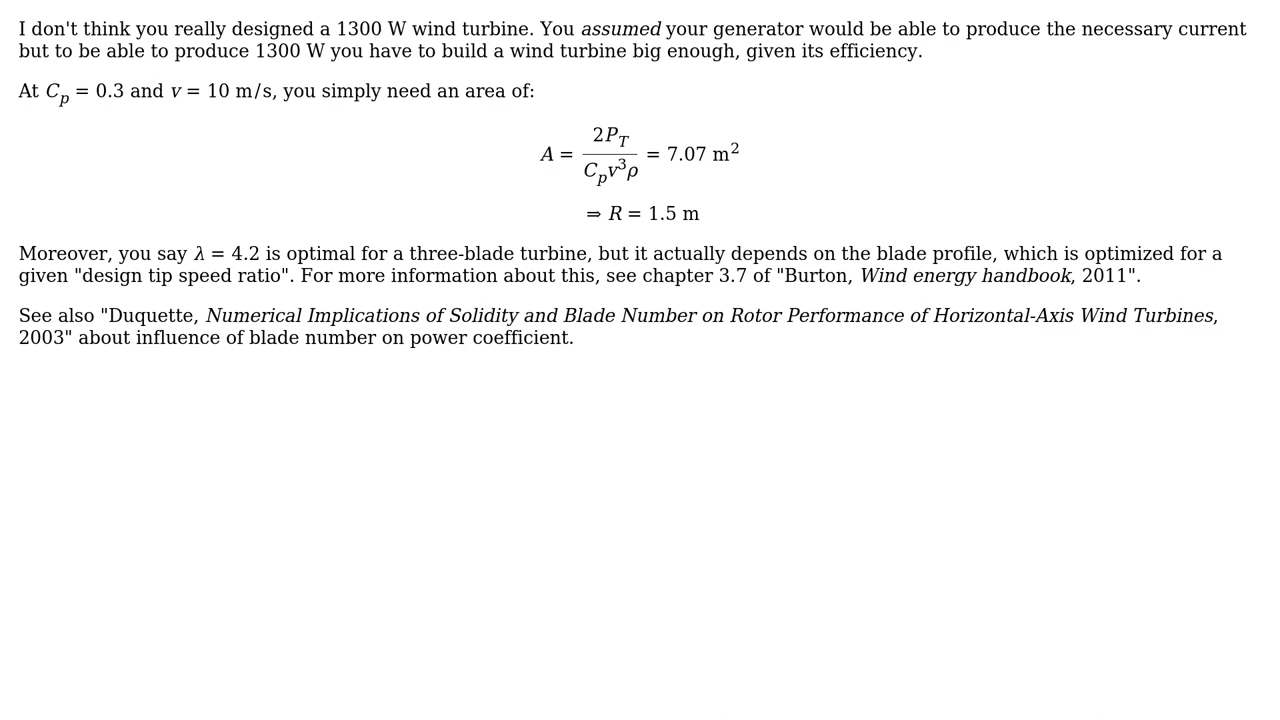 I don't think you really designed a 1300 W wind turbine. You assumed your generator would be able to produce the necessary current
but to be able to produce 1300 W you have to build a wind turbine big enough, given its efficiency.
At C_p = 0.3 and v = 10 m/s, you simply need an area of:
A = \frac{2P_T}{C_p v^3 ρ} = 7.07 m^2
⇒ R = 1.5 m
Moreover, you say λ = 4.2 is optimal for a three-blade turbine, but it actually depends on the blade profile, which is optimized for a
given "design tip speed ratio". For more information about this, see chapter 3.7 of "Burton, Wind energy handbook, 2011".
See also "Duquette, Numerical Implications of Solidity and Blade Number on Rotor Performance of Horizontal-Axis Wind Turbines,
2003" about influence of blade number on power coefficient.